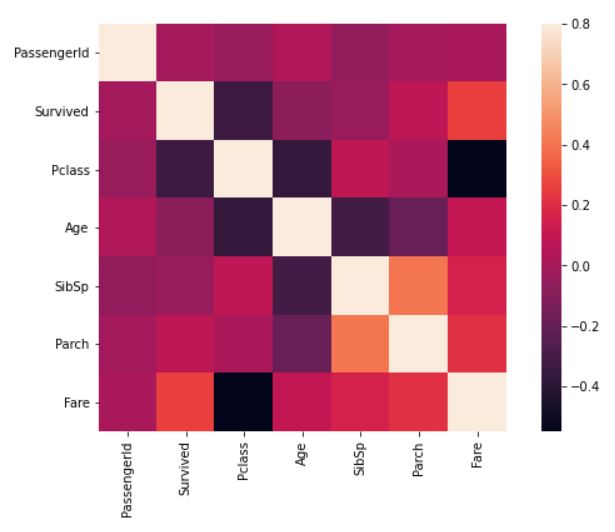 PassengerId
Survived
Pclass
Age
SibSp
Parch
Fare
PassengerId
Survived
Pclass
Age
SibSp
Parch
Fare
0.8
0.6
0.4
0.2
0.0
−0.2
−0.4